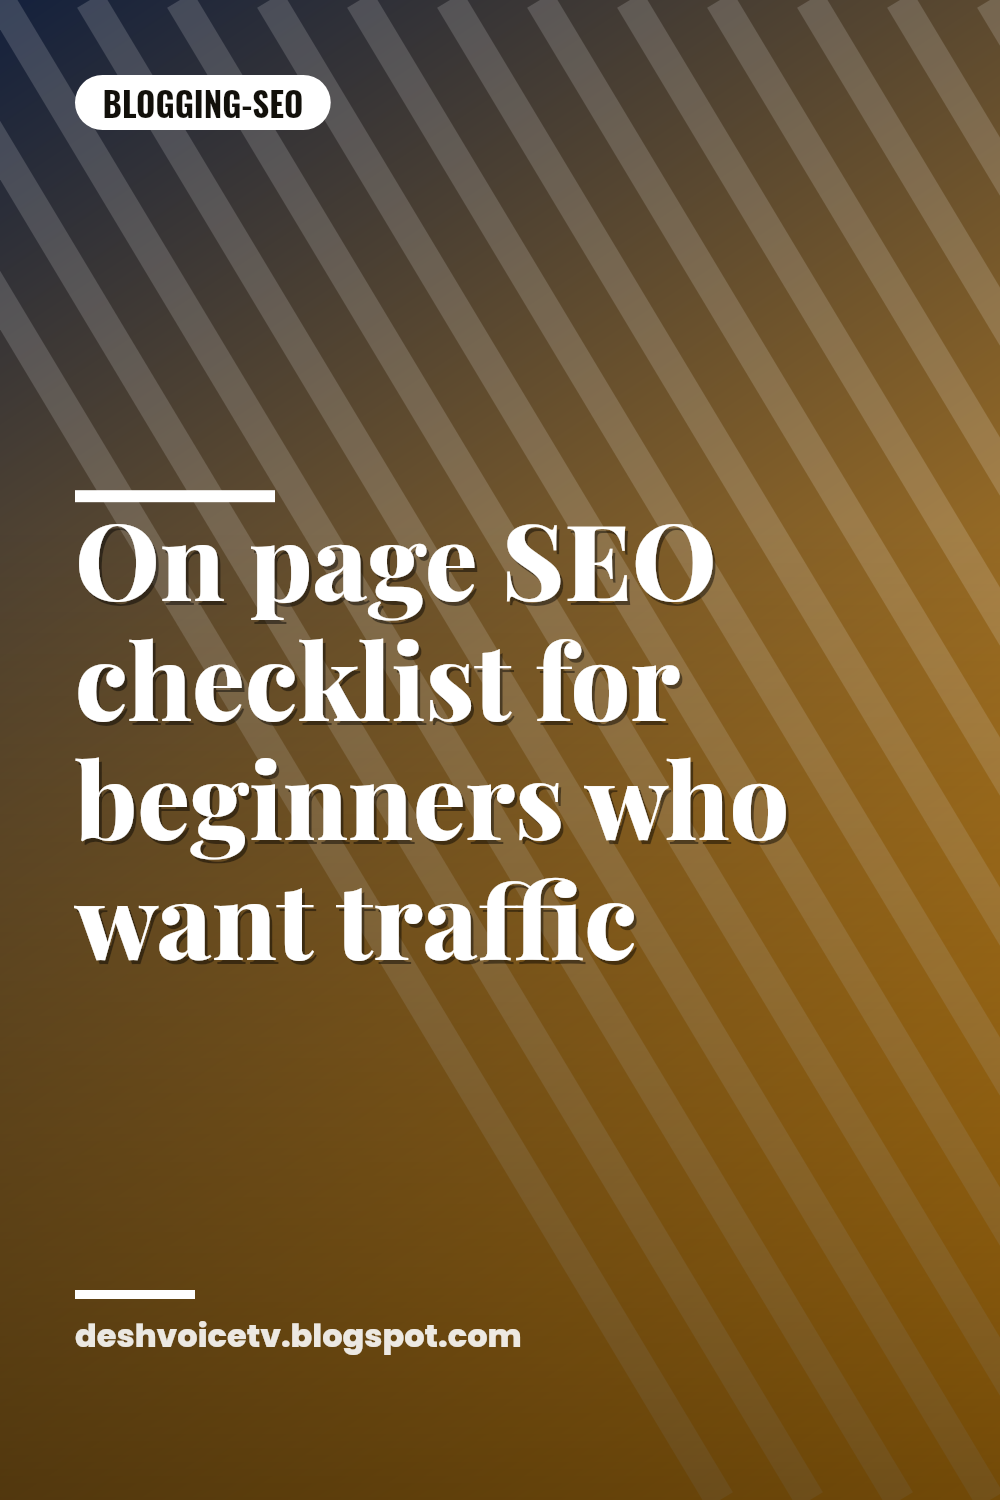 BLOGGING-SEO
On page SEO
checklist for
beginners who
want traffic
deshvoicetv.blogspot.com